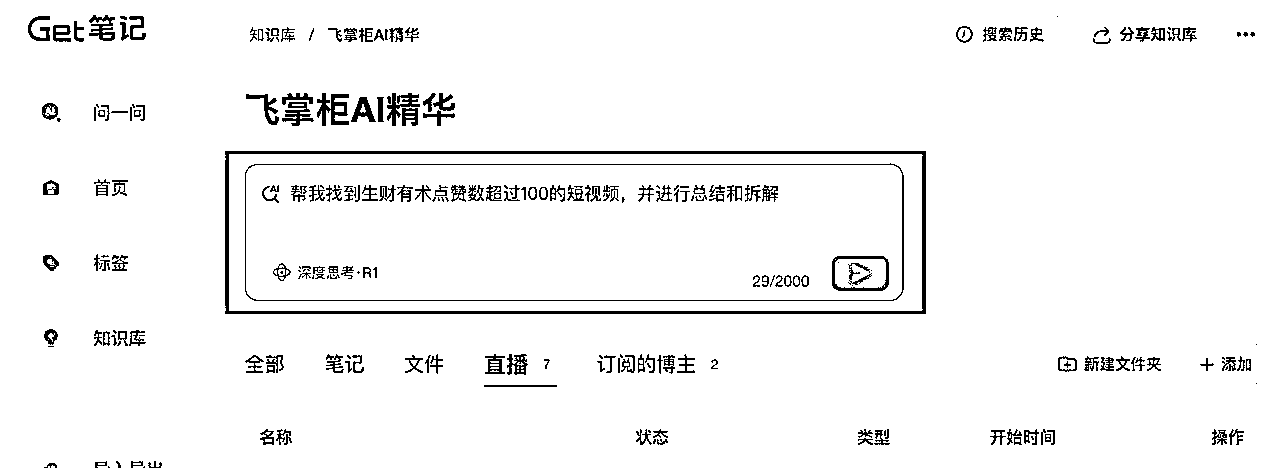 Get笔记
知识库 / 飞掌柜AI精华
搜索历史
分享知识库
问一问
首页
标签
知识库
导入导出
飞掌柜AI精华
帮我找到生财有术点赞数超过100的短视频，并进行总结和拆解
深度思考·R1
29/2000
全部 笔记 文件 直播 7 订阅的博主 2
新建文件夹 + 添加
名称 状态 类型 开始时间 操作